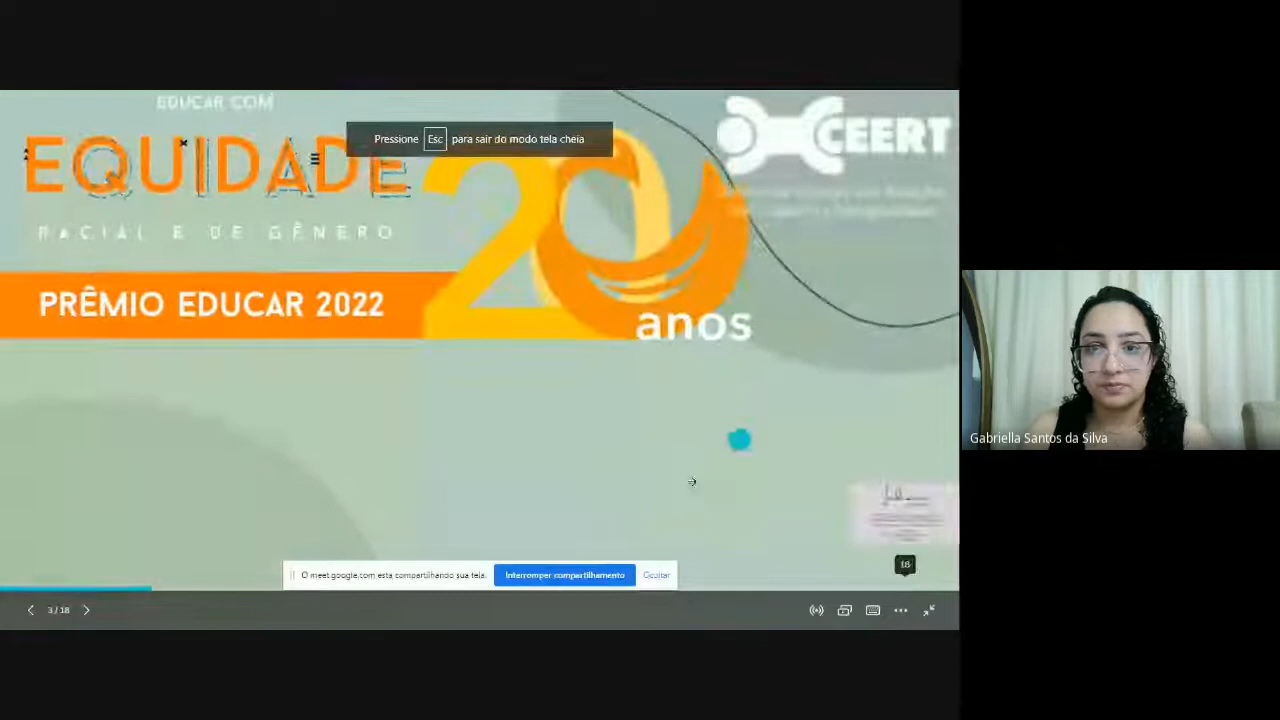 EDUCAR COM
EQUIDADE
RACIAL E DE GÊNERO
PRÊMIO EDUCAR 2022
20
anos
CEERT
Pressione Esc para sair do modo tela cheia
Gabriella Santos da Silva
O meet.google.com está compartilhando sua tela.
Interromper compartilhamento
Ocultar
18
3 / 18